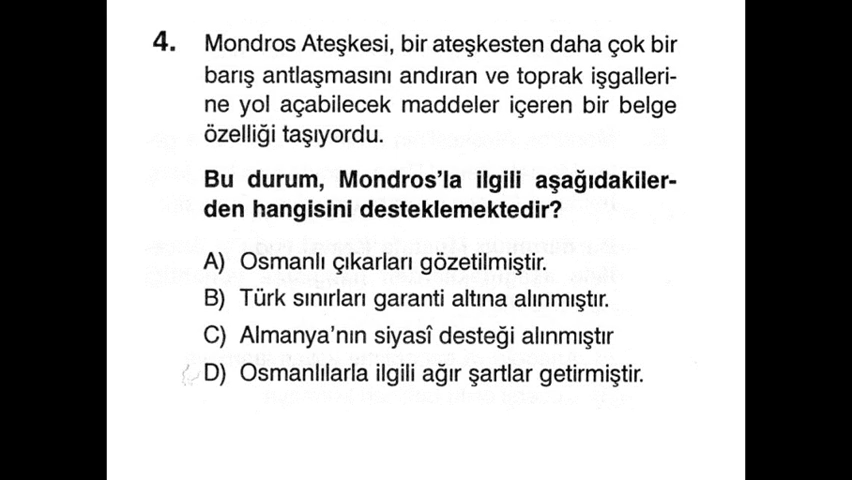 4. Mondros Ateşkesi, bir ateşkesten daha çok bir
barış antlaşmasını andıran ve toprak işgalleri-
ne yol açabilecek maddeler içeren bir belge
özelliği taşıyordu.
Bu durum, Mondros'la ilgili aşağıdakiler-
den hangisini desteklemektedir?
A) Osmanlı çıkarları gözetilmiştir.
B) Türk sınırları garanti altına alınmıştır.
C) Almanya'nın siyasî desteği alınmıştır
D) Osmanlılarla ilgili ağır şartlar getirmiştir.